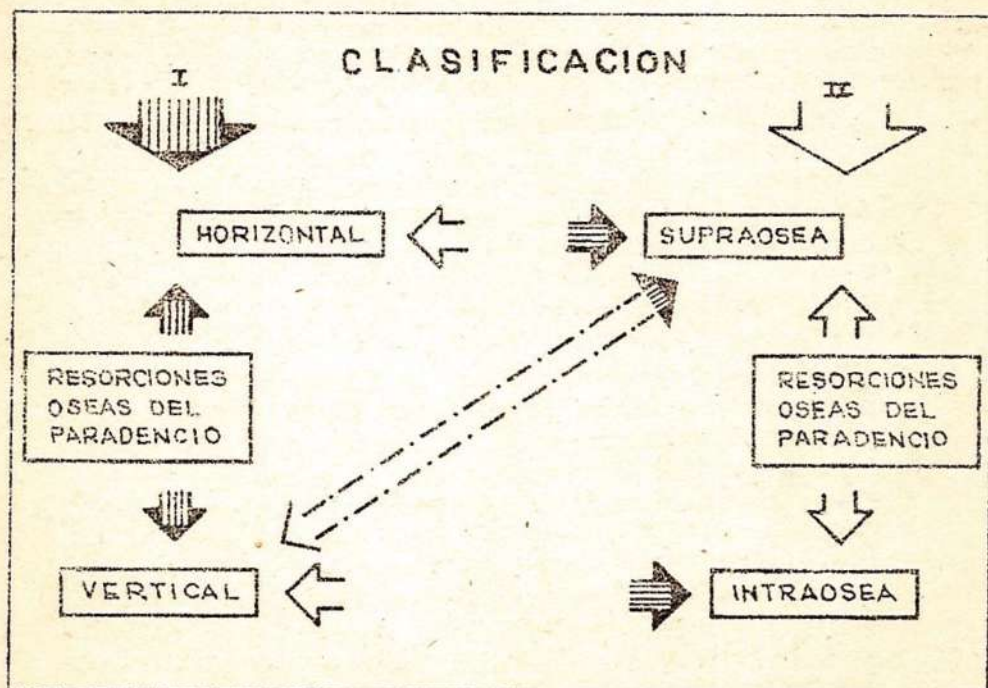 CLASIFICACION
I
II
HORIZONTAL
SUPRAOSEA
RESORCIONES
OSEAS DEL
PARADENCIO
RESORCIONES
OSEAS DEL
PARADENCIO
VERTICAL
INTRAOSEA